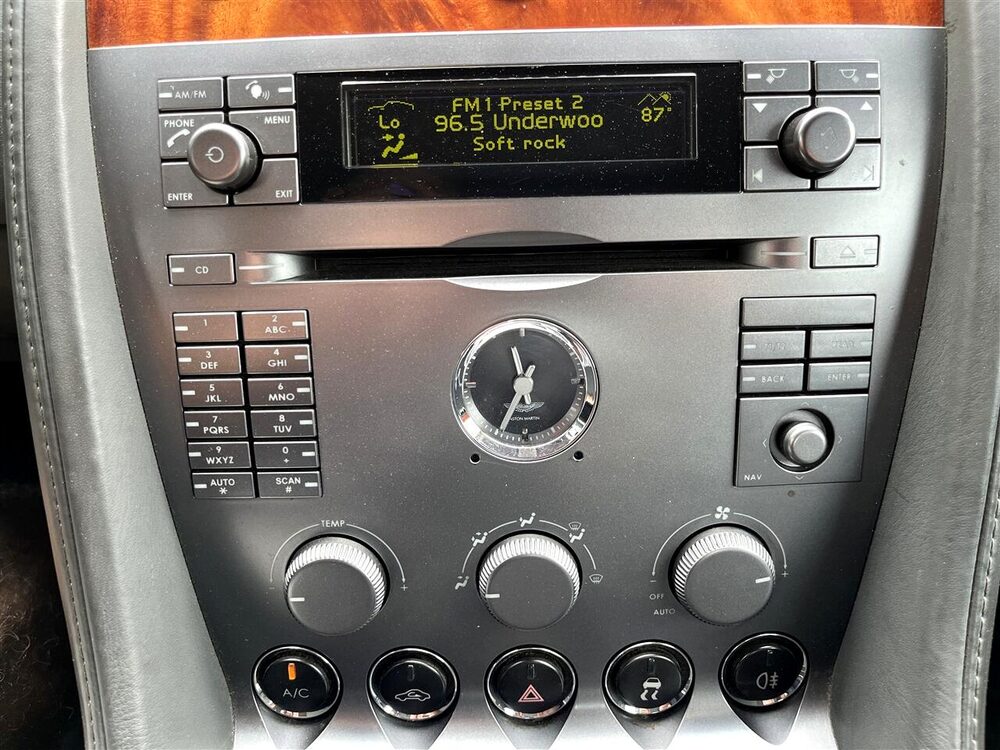 AM/FM
PHONE
MENU
ENTER
EXIT
FM1 Preset 2
Lo
96.5 Underwoo
87°
Soft rock
CD
1
2
ABC
3
DEF
4
GHI
5
JKL
6
MNO
7
PQRS
8
TUV
9
WXYZ
0
+
AUTO
*
SCAN
#
ASTON MARTIN
BACK
ENTER
NAV
TEMP
- +
- +
OFF
AUTO
A/C